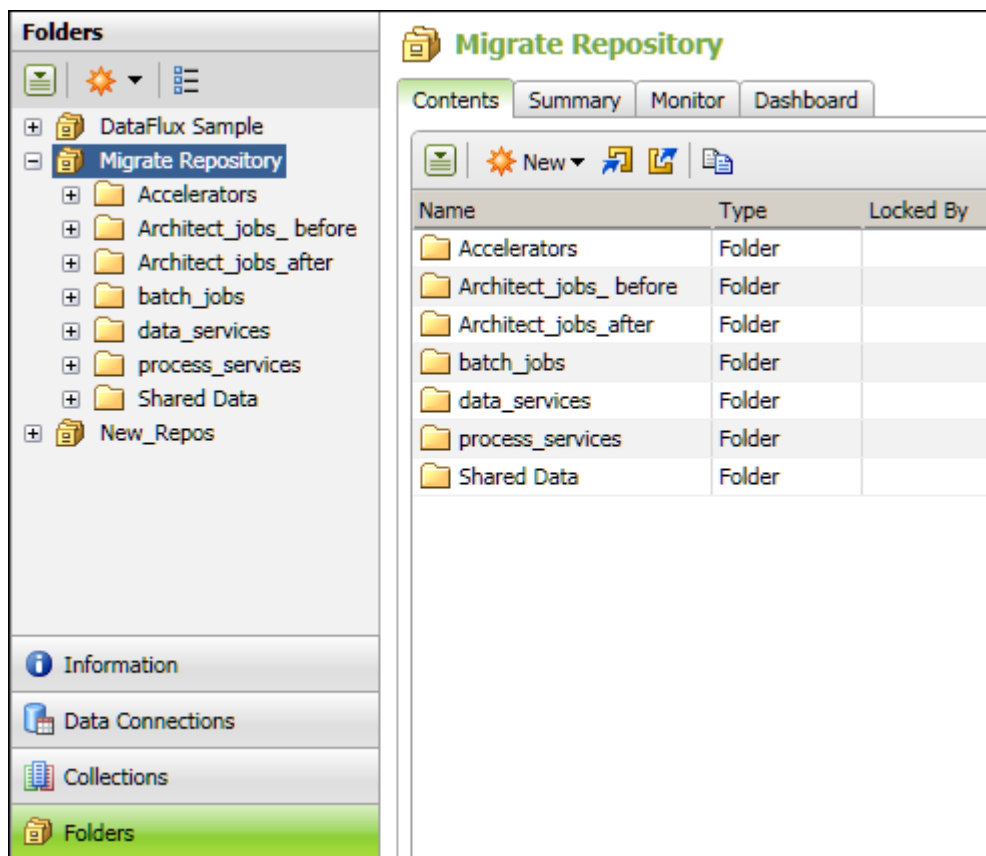 Folders
DataFlux Sample
Migrate Repository
Accelerators
Architect_jobs_ before
Architect_jobs_after
batch_jobs
data_services
process_services
Shared Data
New_Repos
Information
Data Connections
Collections
Folders
Migrate Repository
Contents Summary Monitor Dashboard
New
Name Type Locked By
Accelerators Folder
Architect_jobs_ before Folder
Architect_jobs_after Folder
batch_jobs Folder
data_services Folder
process_services Folder
Shared Data Folder